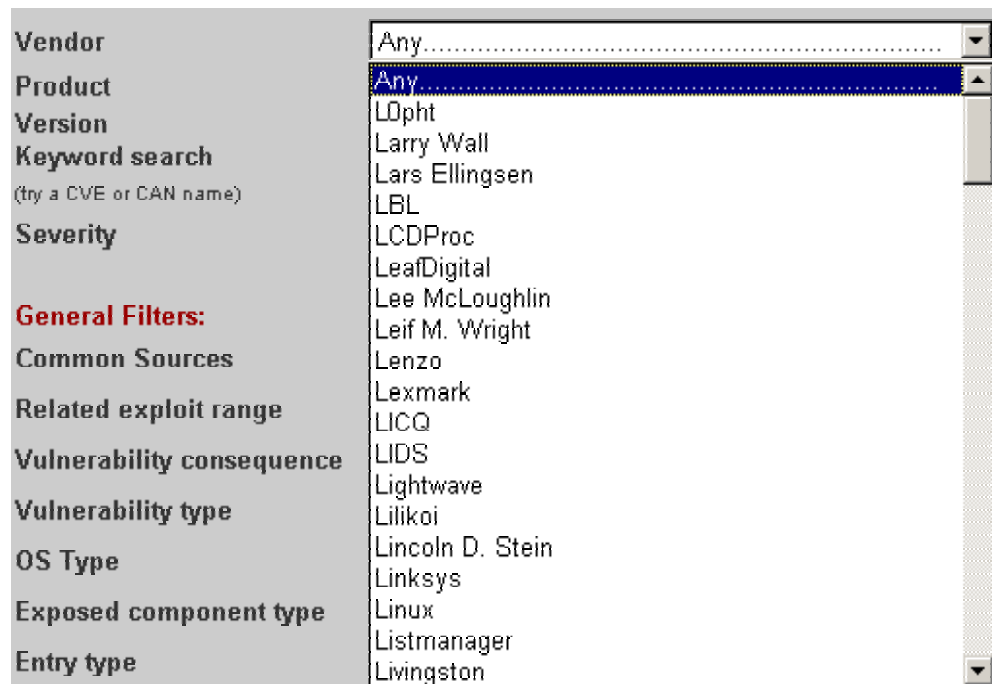 Vendor
Any.................................................................
Product
Version
Keyword search
(try a CVE or CAN name)
Severity
General Filters:
Common Sources
Related exploit range
Vulnerability consequence
Vulnerability type
OS Type
Exposed component type
Entry type
Any.................................................................
L0pht
Larry Wall
Lars Ellingsen
LBL
LCDProc
LeafDigital
Lee McLoughlin
Leif M. Wright
Lenzo
Lexmark
LICQ
LIDS
Lightwave
Lilikoi
Lincoln D. Stein
Linksys
Linux
Listmanager
Livingston